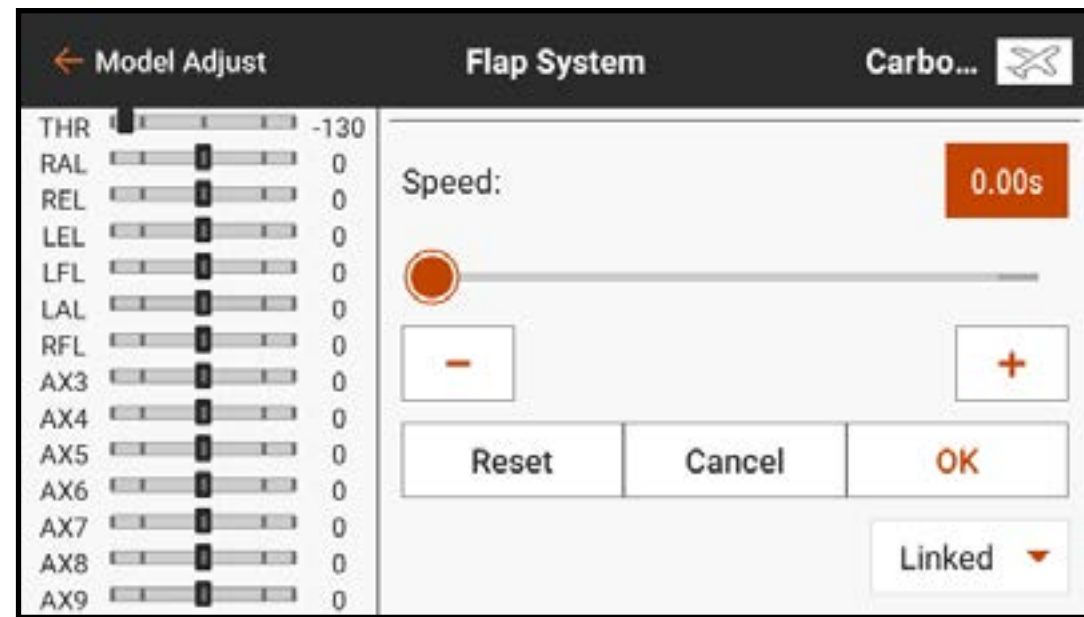 ← Model Adjust Flap System Carbo...
THR -130
RAL 0
REL 0
LEL 0
LFL 0
LAL 0
RFL 0
AX3 0
AX4 0
AX5 0
AX6 0
AX7 0
AX8 0
AX9 0
Speed: 0.00s
− +
Reset Cancel OK
Linked